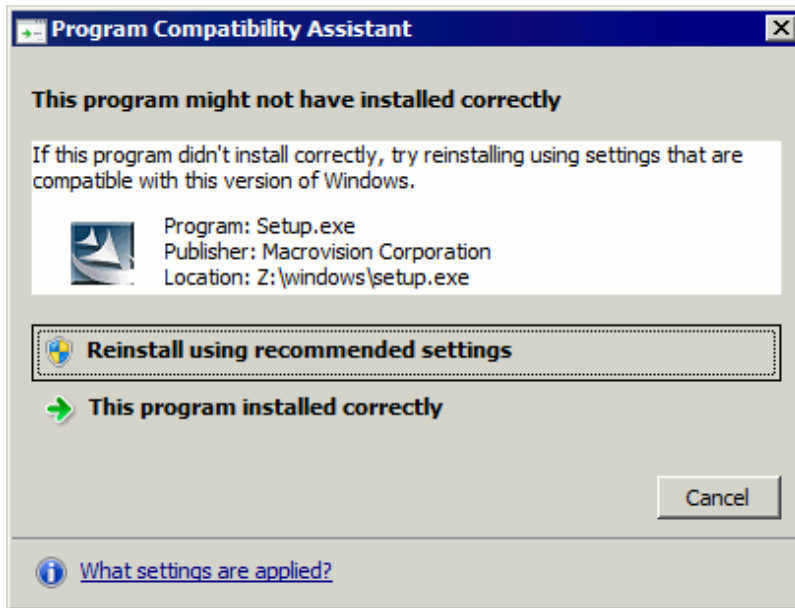 Program Compatibility Assistant
This program might not have installed correctly
If this program didn't install correctly, try reinstalling using settings that are
compatible with this version of Windows.
Program: Setup.exe
Publisher: Macrovision Corporation
Location: Z:\windows\setup.exe
Reinstall using recommended settings
This program installed correctly
Cancel
What settings are applied?